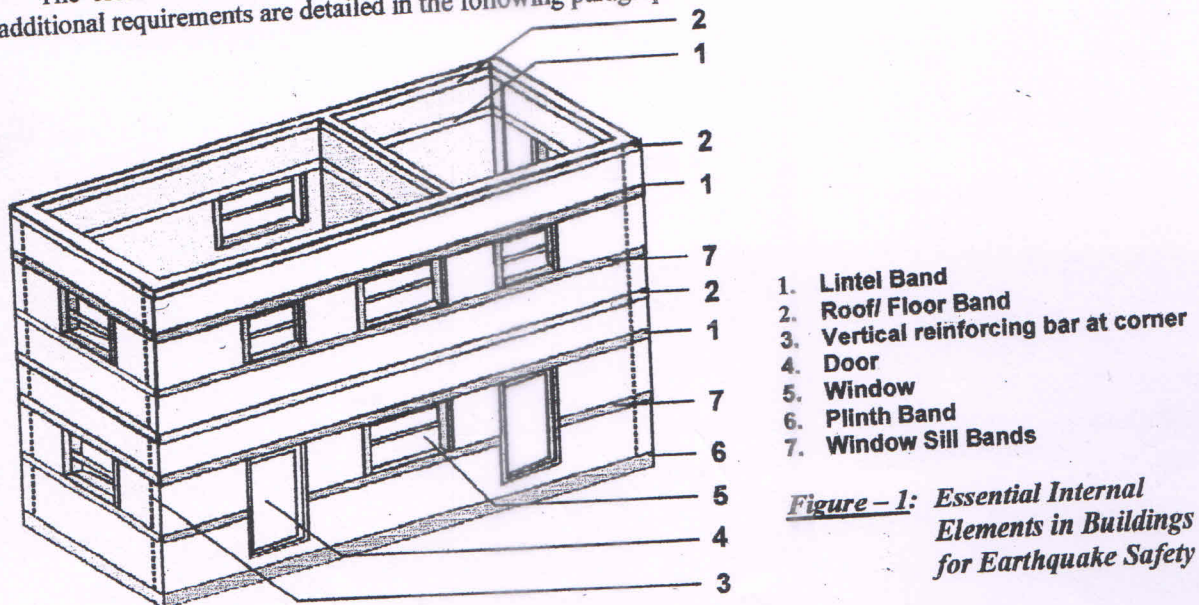 additional requirements are detailed in the following
2
1
2
1
7
2
1
7
6
5
4
3
1. Lintel Band
2. Roof/ Floor Band
3. Vertical reinforcing bar at corner
4. Door
5. Window
6. Plinth Band
7. Window Sill Bands
Figure – 1: Essential Internal
Elements in Buildings
for Earthquake Safety